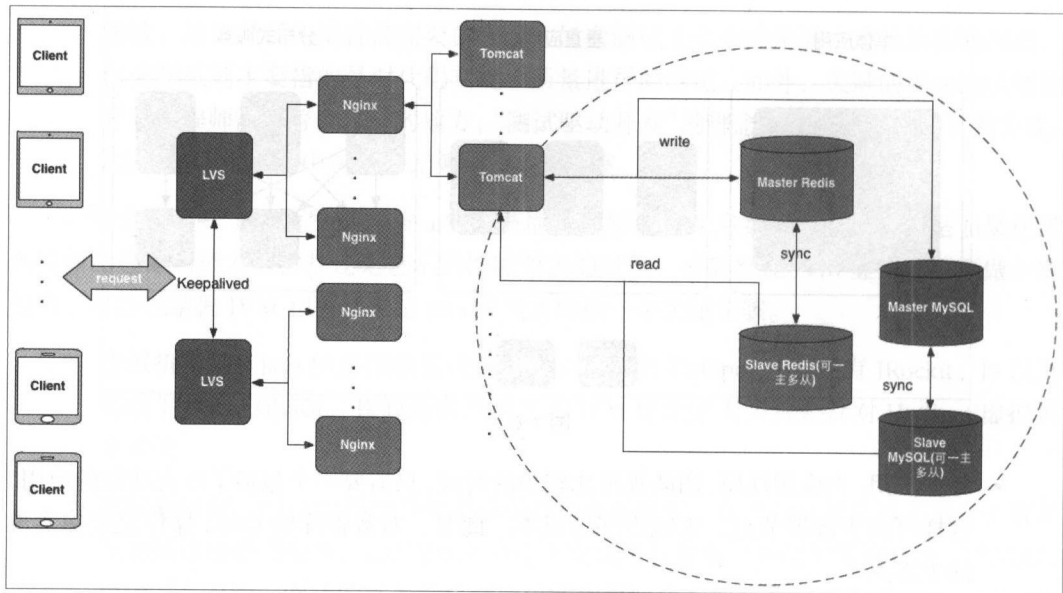 Client
Client
Client
Client
request
LVS
Keepalived
LVS
Nginx
Nginx
Nginx
Nginx
Tomcat
Tomcat
write
read
Master Redis
sync
Slave Redis(可一
主多从)
Master MySQL
sync
Slave
MySQL(可一主
多从)